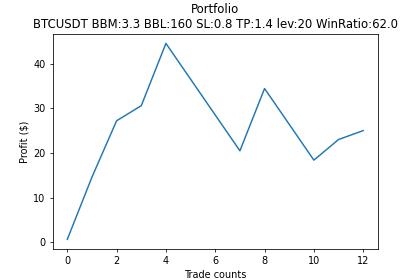 Portfolio
BTCUSDT BBM:3.3 BBL:160 SL:0.8 TP:1.4 lev:20 WinRatio:62.0
40
30
20
10
0
Profit ($)
0 2 4 6 8 10 12
Trade counts